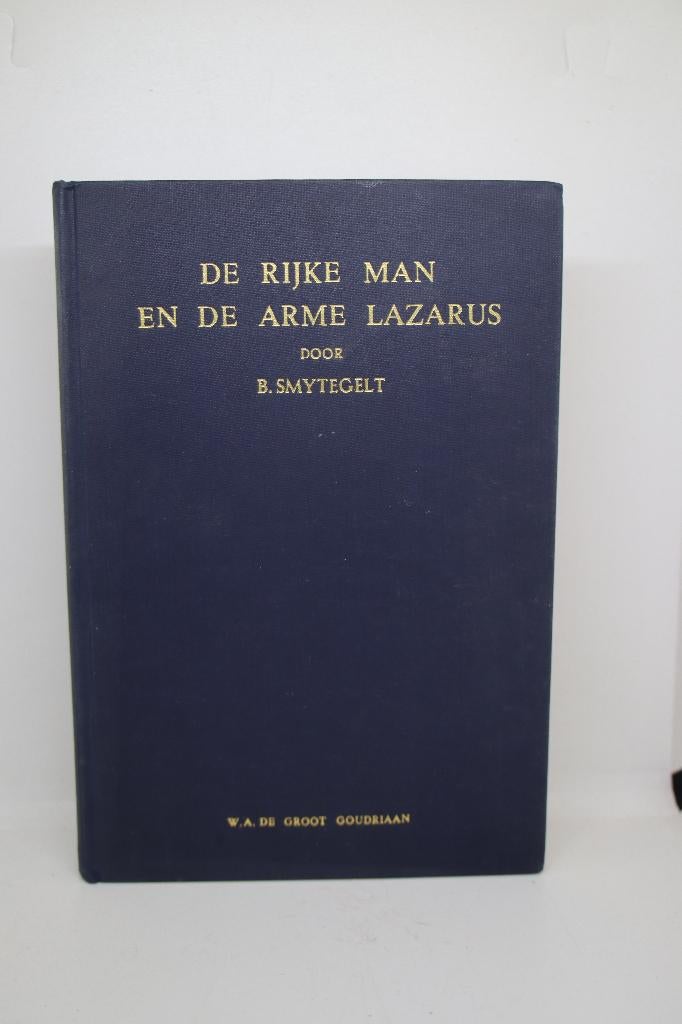 DE RIJKE MAN
EN DE ARME LAZARUS
DOOR
B. SMYTEGELT
W. A. DE GROOT GOUDRIAAN